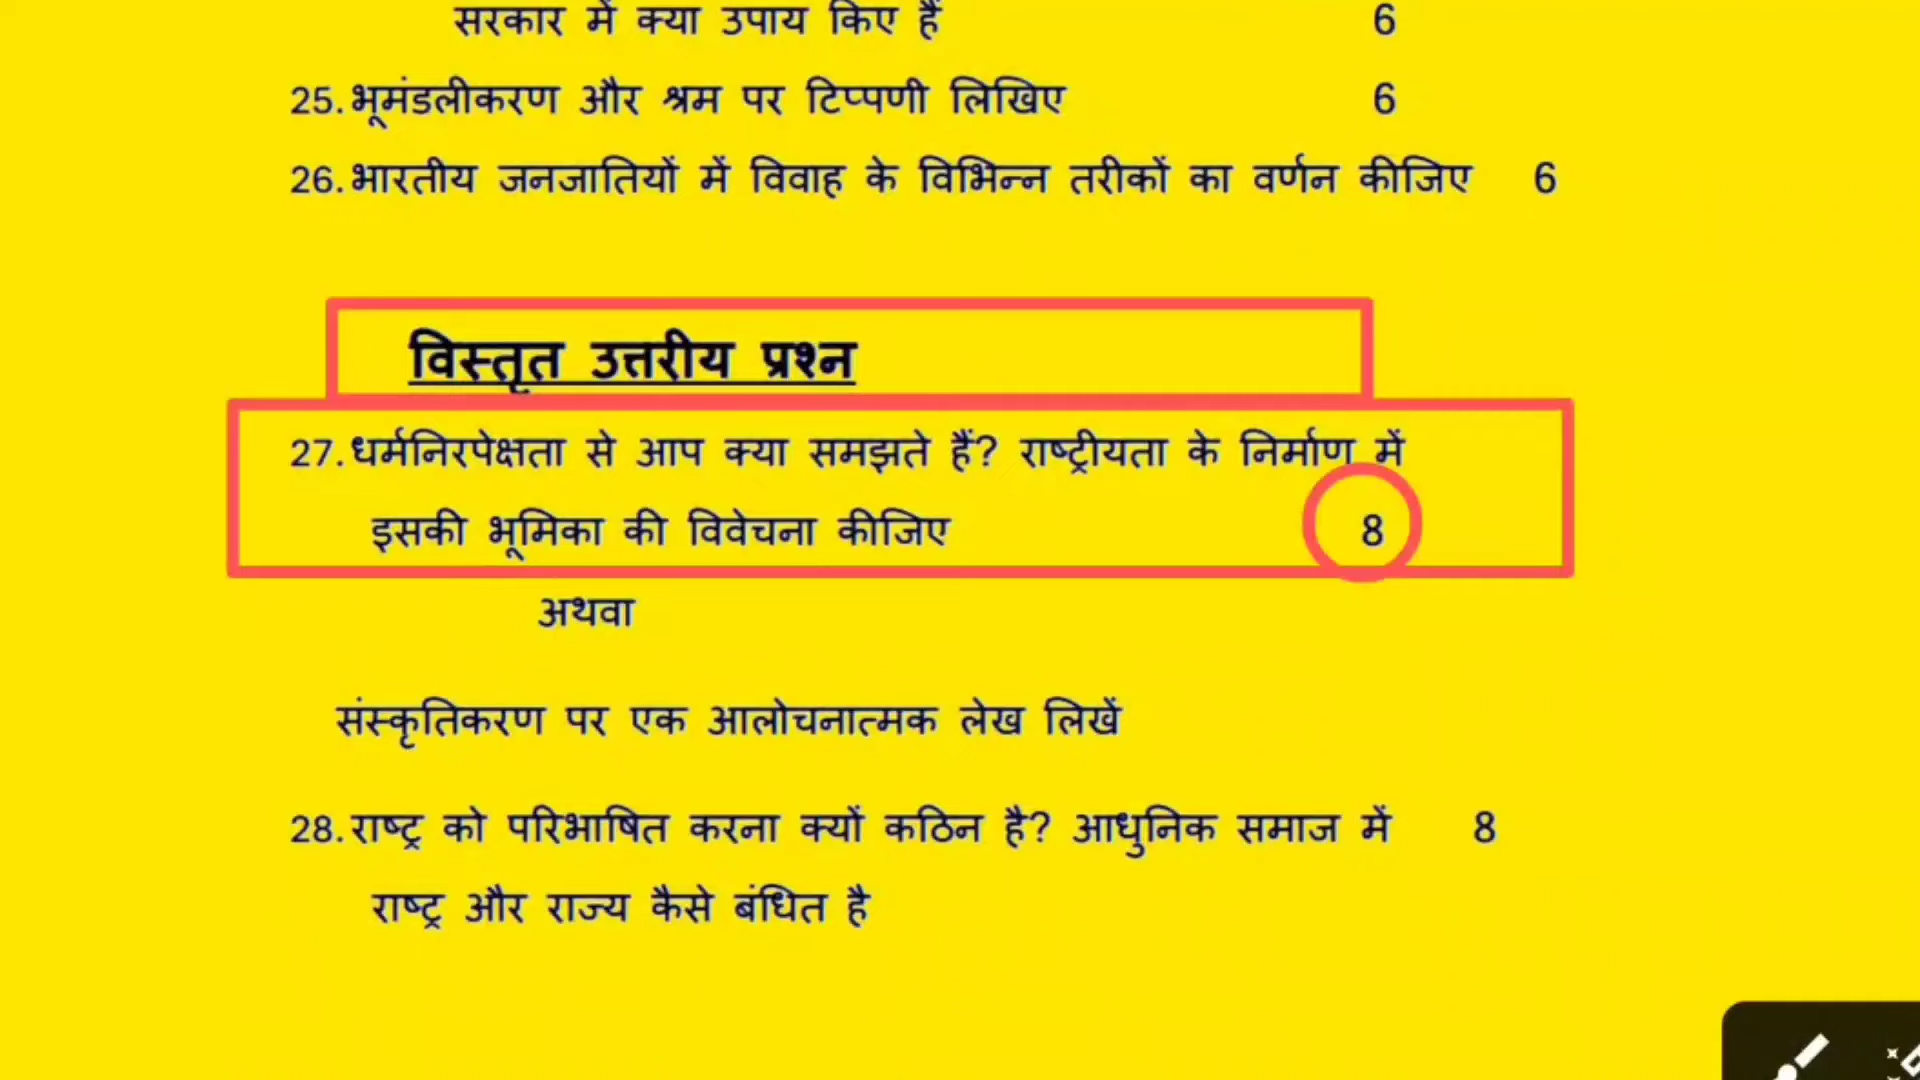 सरकार में क्या उपाय किए हैं 6
25. भूमंडलीकरण और श्रम पर टिप्पणी लिखिए 6
26. भारतीय जनजातियों में विवाह के विभिन्न तरीकों का वर्णन कीजिए 6
विस्तृत उत्तरीय प्रश्न
27. धर्मनिरपेक्षता से आप क्या समझते हैं? राष्ट्रीयता के निर्माण में
इसकी भूमिका की विवेचना कीजिए 8
अथवा
संस्कृतिकरण पर एक आलोचनात्मक लेख लिखें
28. राष्ट्र को परिभाषित करना क्यों कठिन है? आधुनिक समाज में 8
राष्ट्र और राज्य कैसे बंधित है